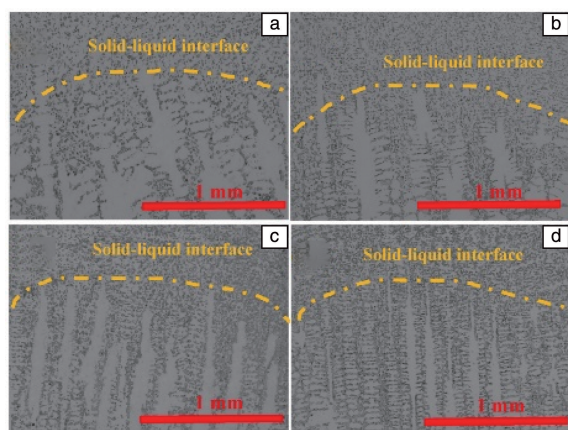 a
Solid-liquid interface
1 mm
b
Solid-liquid interface
1 mm
c
Solid-liquid interface
1 mm
d
Solid-liquid interface
1 mm